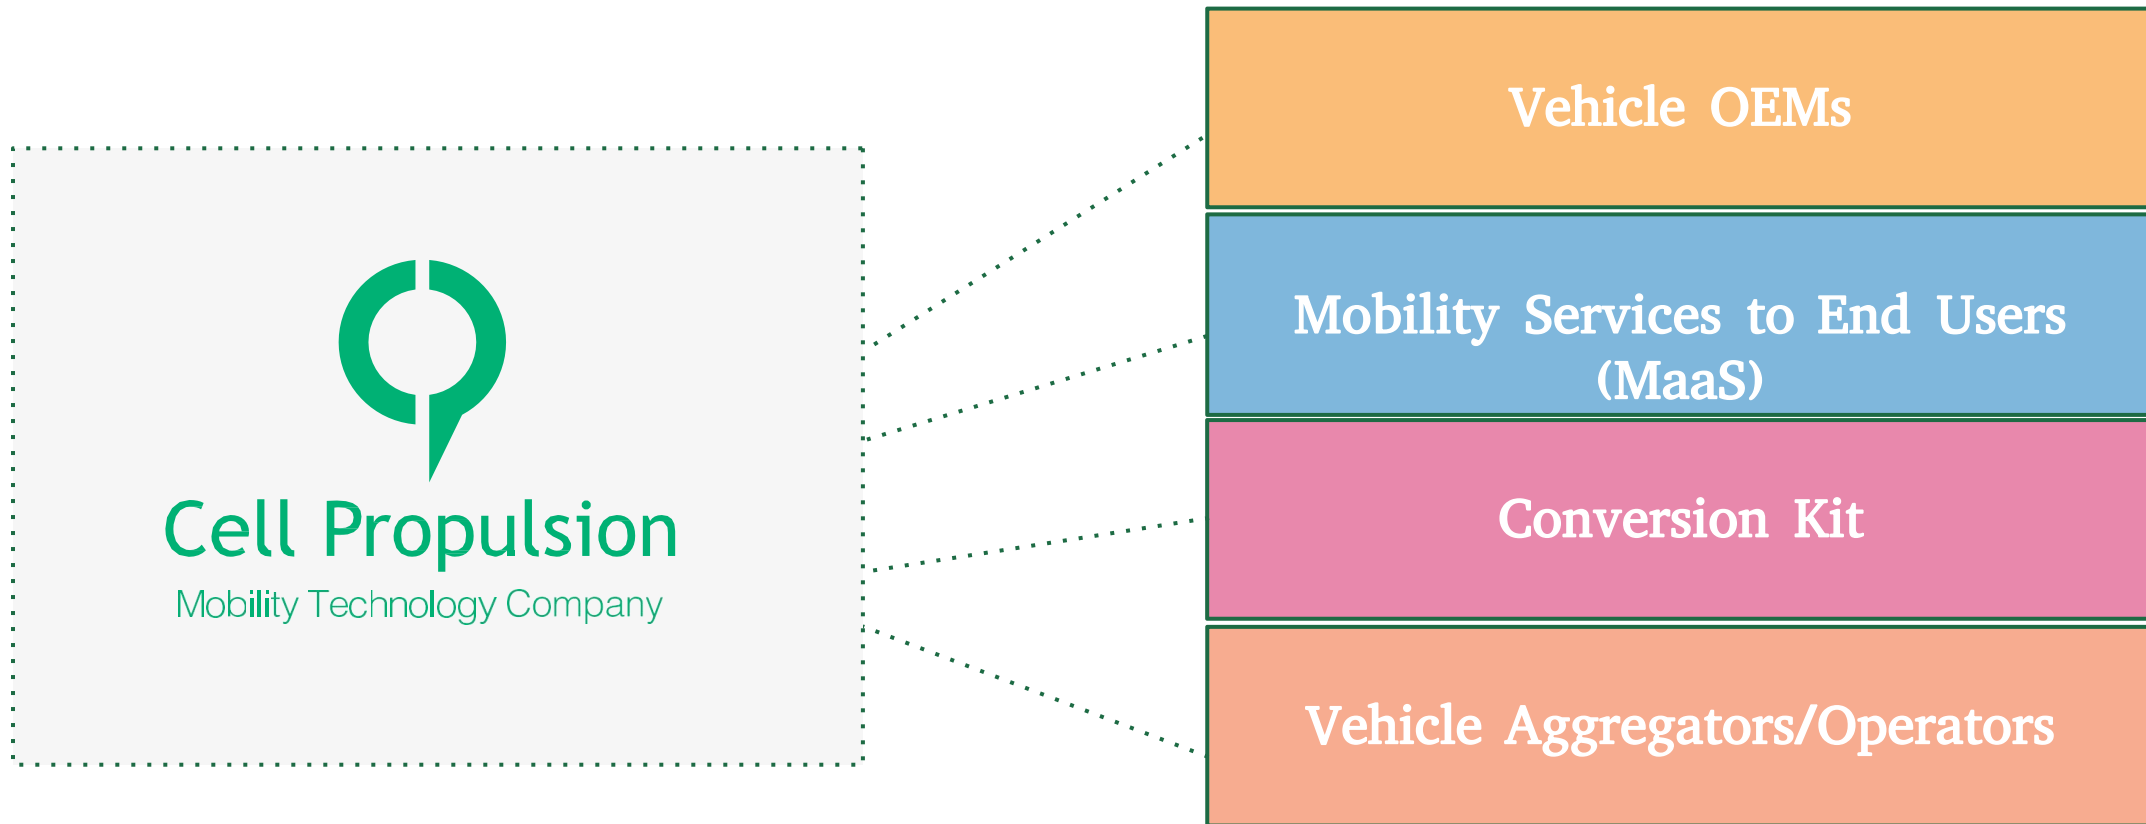 Cell Propulsion
Mobility Technology Company
Vehicle OEMs
Mobility Services to End Users
(MaaS)
Conversion Kit
Vehicle Aggregators/Operators